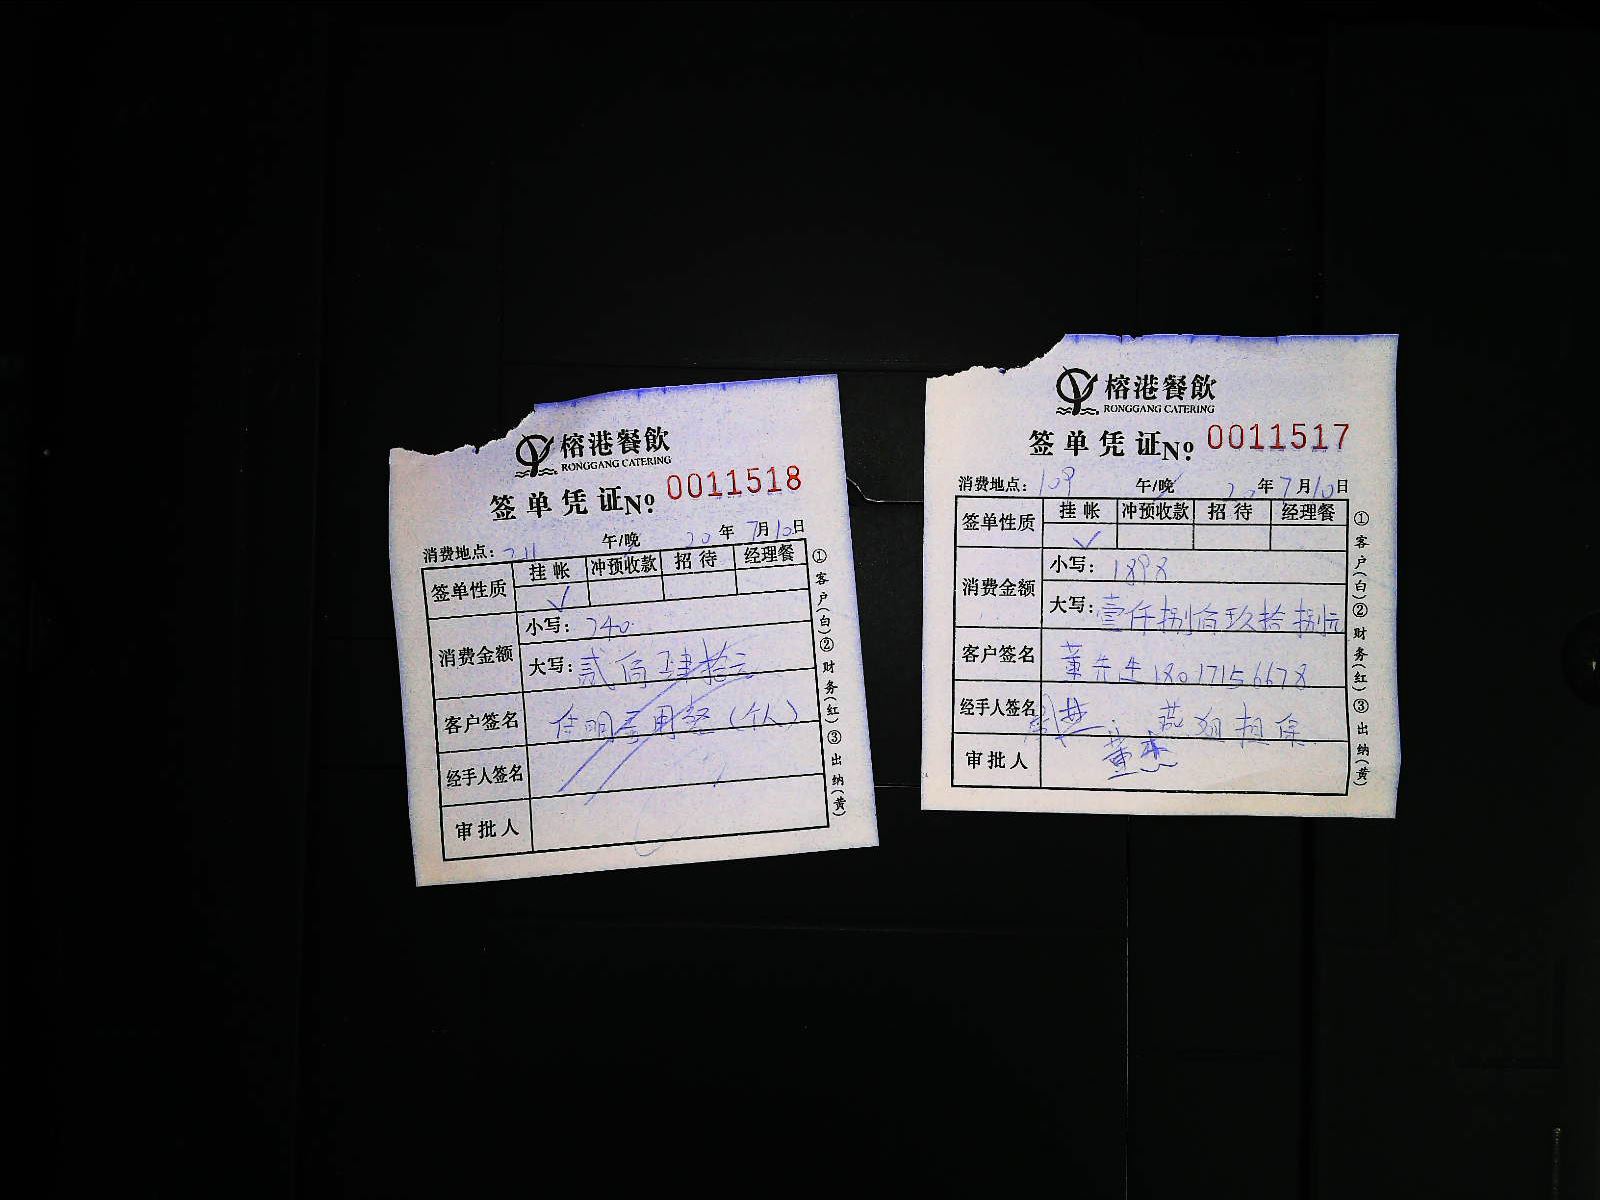 榕港餐飲
RONGGANG CATERING
签单凭证№ 0011518
消费地点：211 午/晚 20年7月10日
签单性质 挂帐 冲预收款 招待 经理餐
✓
消费金额 小写：240
大写：贰佰肆拾元
客户签名 (个人)
经手人签名
审批人
①客户(白)②财务(红)③出纳(黄)
榕港餐飲
RONGGANG CATERING
签单凭证№ 0011517
消费地点：109 午/晚 20年7月10日
签单性质 挂帐 冲预收款 招待 经理餐
✓
消费金额 小写：1898
大写：壹仟捌佰玖拾捌元
客户签名 董先生 18017156678
经手人签名 担保
审批人 董
①客户(白)②财务(红)③出纳(黄)